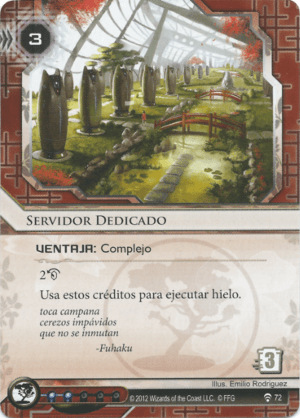 3
SERVIDOR DEDICADO
VENTAJA: Complejo
2
Usa estos créditos para ejecutar hielo.
toca campana
cerezos impávidos
que no se inmutan
-Fuhaku
3
Illus. Emilio Rodriguez
© 2012 Wizards of the Coast LLC. © FFG
72